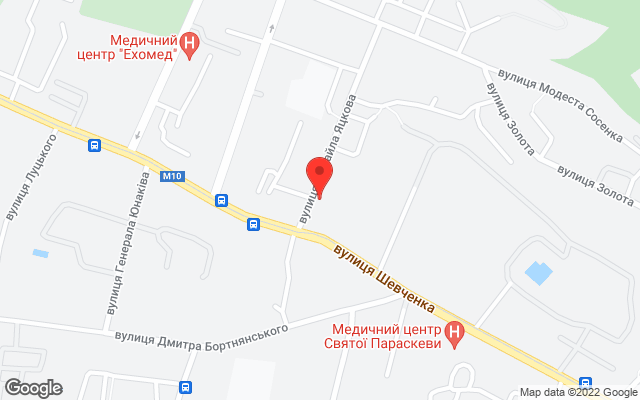 Медичний
центр "Ехомед"
вулиця Модеста Сосенка
вулиця Золота
вулиця Золота
айла Яцкова
вулиця
M10
вулиця Луцького
вулиця Генерала Юнаківа
вулиця Шевченка
вулиця Дмитра Бортнянського
Медичний центр
Святої Параскеви
Google
Map data ©2022 Google